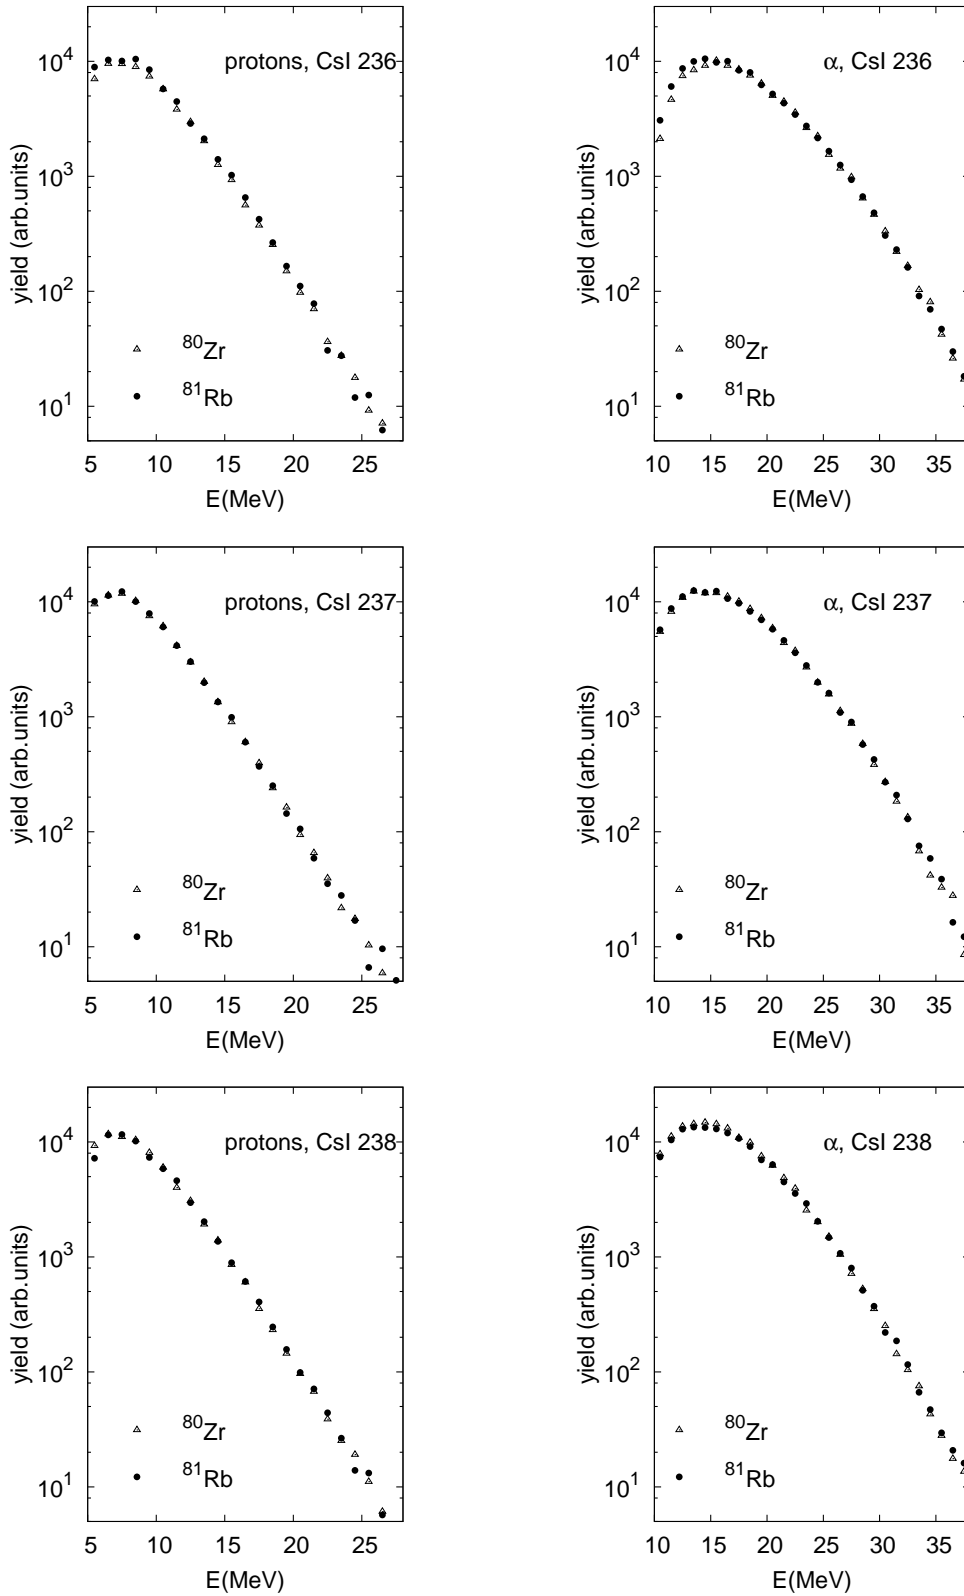 10⁴
10³
10²
10¹
yield (arb.units)
protons, CsI 236
⁸⁰Zr
⁸¹Rb
5 10 15 20 25
E(MeV)
10⁴
10³
10²
10¹
yield (arb.units)
α, CsI 236
⁸⁰Zr
⁸¹Rb
10 15 20 25 30 35
E(MeV)
10⁴
10³
10²
10¹
yield (arb.units)
protons, CsI 237
⁸⁰Zr
⁸¹Rb
5 10 15 20 25
E(MeV)
10⁴
10³
10²
10¹
yield (arb.units)
α, CsI 237
⁸⁰Zr
⁸¹Rb
10 15 20 25 30 35
E(MeV)
10⁴
10³
10²
10¹
yield (arb.units)
protons, CsI 238
⁸⁰Zr
⁸¹Rb
5 10 15 20 25
E(MeV)
10⁴
10³
10²
10¹
yield (arb.units)
α, CsI 238
⁸⁰Zr
⁸¹Rb
10 15 20 25 30 35
E(MeV)